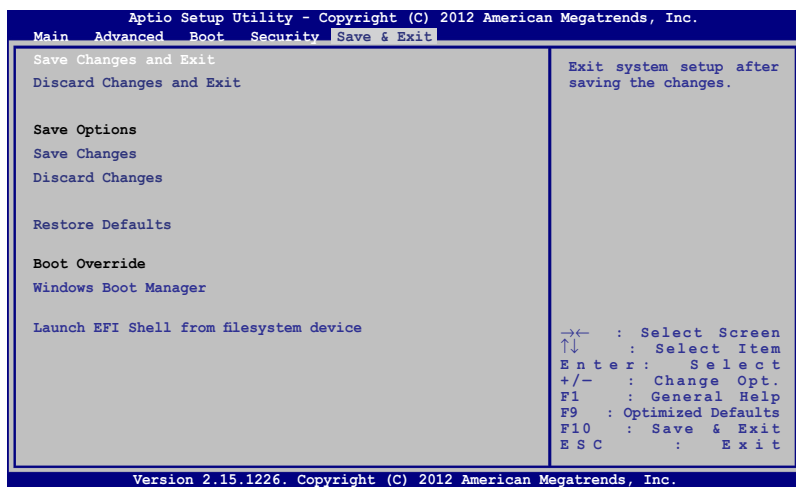 Aptio Setup Utility - Copyright (C) 2012 American Megatrends, Inc.
Main Advanced Boot Security Save & Exit
Save Changes and Exit
Discard Changes and Exit
Save Options
Save Changes
Discard Changes
Restore Defaults
Boot Override
Windows Boot Manager
Launch EFI Shell from filesystem device
Exit system setup after
saving the changes.
→← : Select Screen
↑↓ : Select Item
Enter: Select
+/— : Change Opt.
F1 : General Help
F9 : Optimized Defaults
F10 : Save & Exit
ESC : Exit
Version 2.15.1226. Copyright (C) 2012 American Megatrends, Inc.